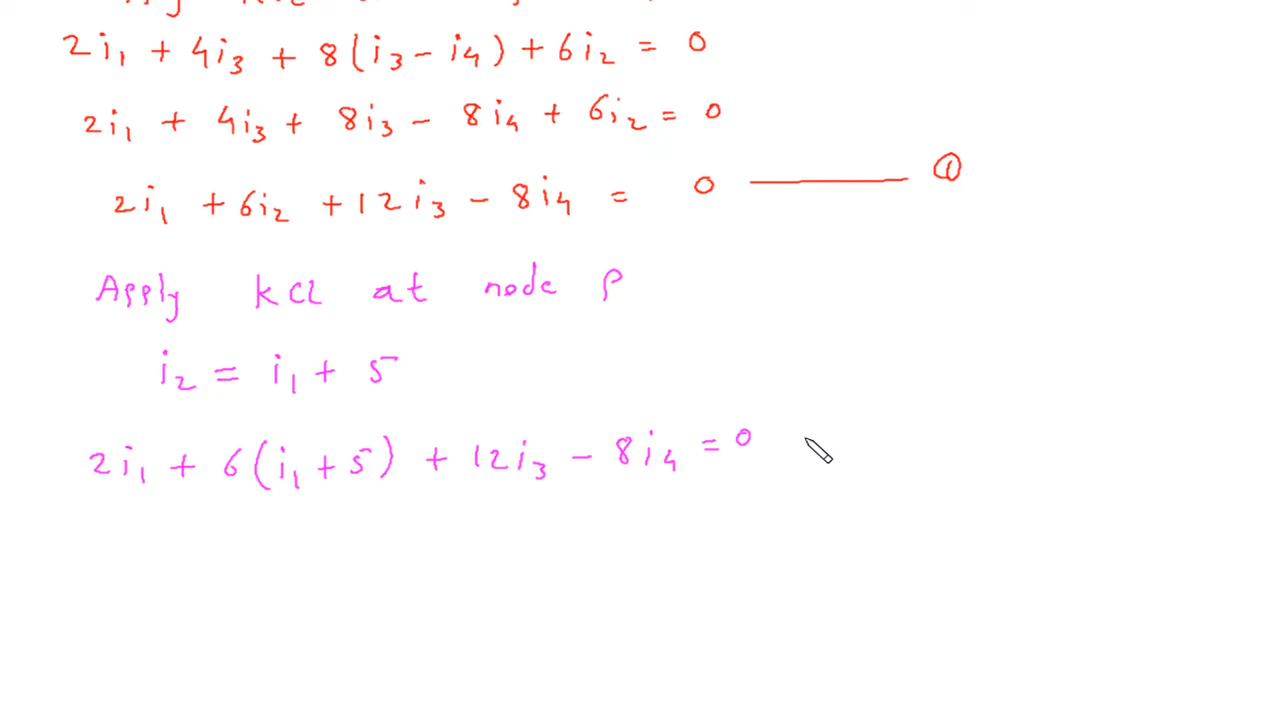 2i₁ + 4i₃ + 8(i₃ - i₄) + 6i₂ = 0
2i₁ + 4i₃ + 8i₃ - 8i₄ + 6i₂ = 0
2i₁ + 6i₂ + 12i₃ - 8i₄ = 0 —— ①
Apply KCL at node P
i₂ = i₁ + 5
2i₁ + 6(i₁ + 5) + 12i₃ - 8i₄ = 0